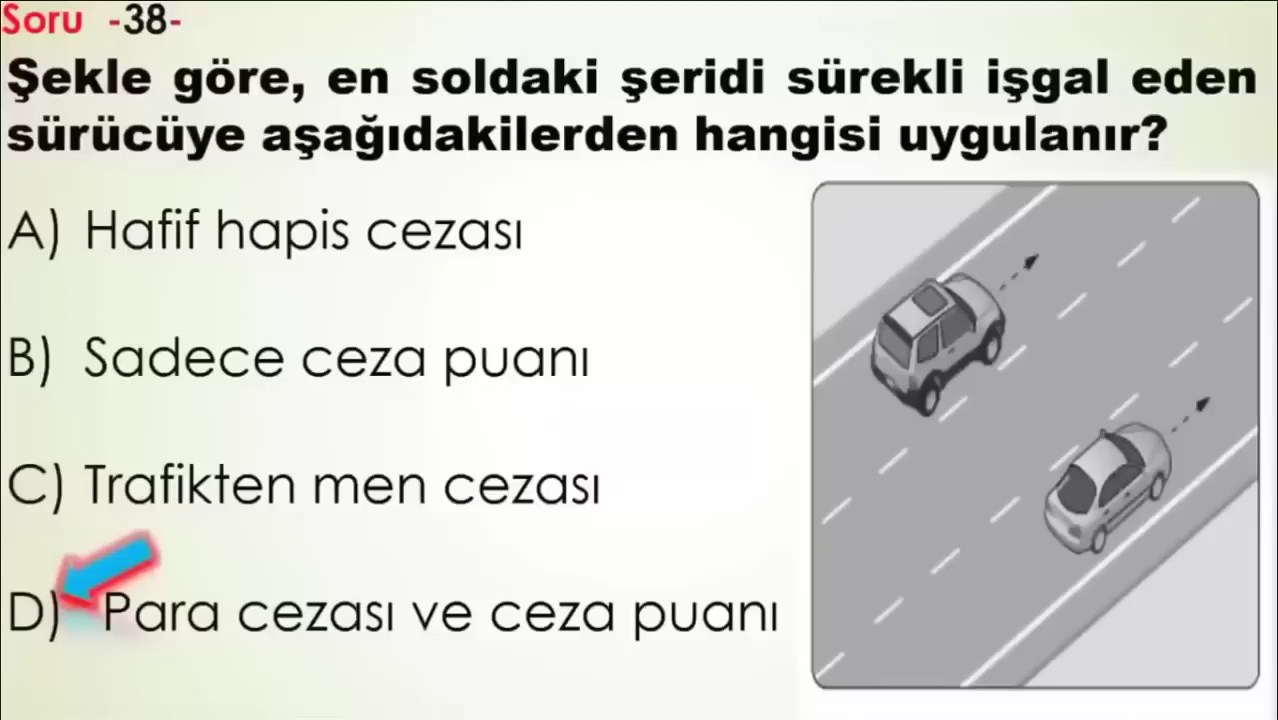 Soru -38-
Şekle göre, en soldaki şeridi sürekli işgal eden
sürücüye aşağıdakilerden hangisi uygulanır?
A) Hafif hapis cezası
B) Sadece ceza puanı
C) Trafikten men cezası
D) Para cezası ve ceza puanı